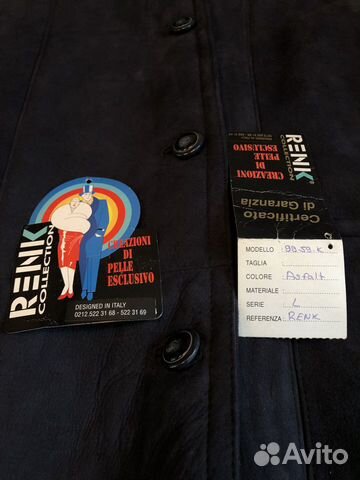 RENK
COLLECTION
CREAZIONI
DI
PELLE
ESCLUSIVO
DESIGNED IN ITALY
0212.522 31 68 - 522 31 69
RENK
COLLECTION
CREAZIONI
DI
PELLE
ESCLUSIVO
Certificato
di Garanzia
MODELLO : 99.59.K
TAGLIA :
COLORE : Asfalt
MATERIALE :
SERIE : L
REFERENZA : RENK
Avito